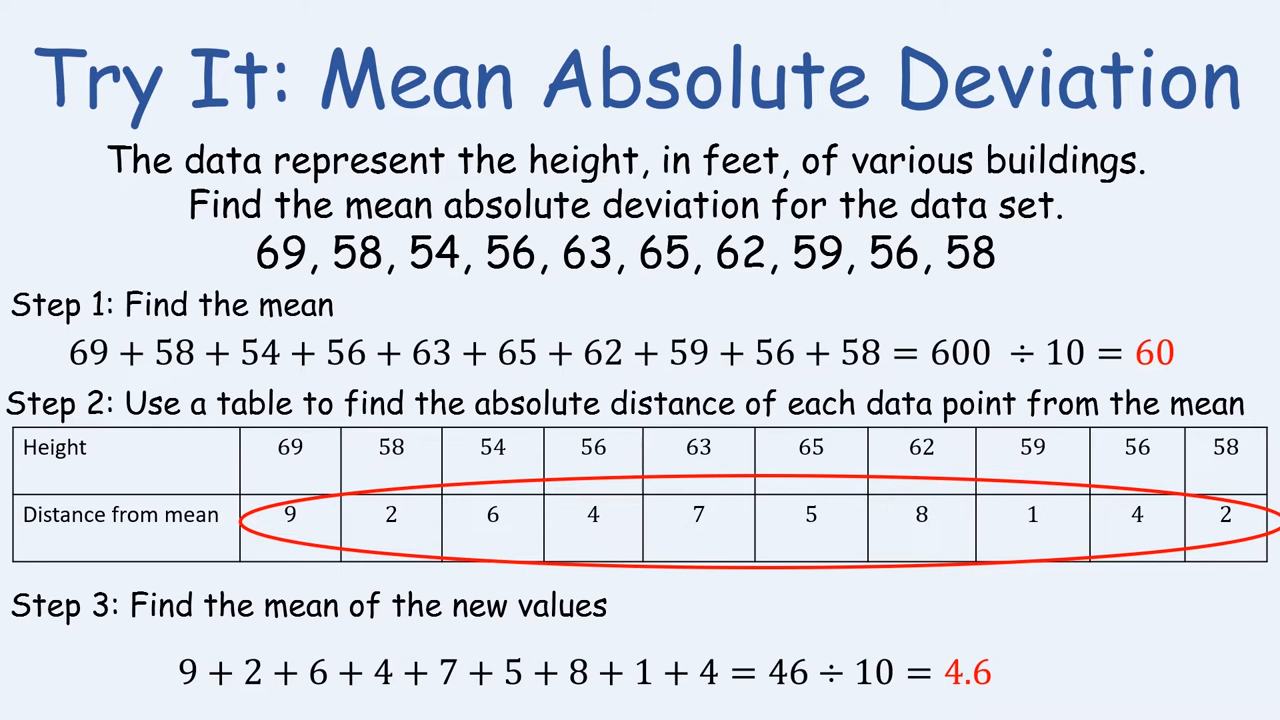 Try It: Mean Absolute Deviation
The data represent the height, in feet, of various buildings.
Find the mean absolute deviation for the data set.
69, 58, 54, 56, 63, 65, 62, 59, 56, 58
Step 1: Find the mean
69 + 58 + 54 + 56 + 63 + 65 + 62 + 59 + 56 + 58 = 600 ÷ 10 = 60
Step 2: Use a table to find the absolute distance of each data point from the mean
Height 69 58 54 56 63 65 62 59 56 58
Distance from mean 9 2 6 4 7 5 8 1 4 2
Step 3: Find the mean of the new values
9 + 2 + 6 + 4 + 7 + 5 + 8 + 1 + 4 = 46 ÷ 10 = 4.6